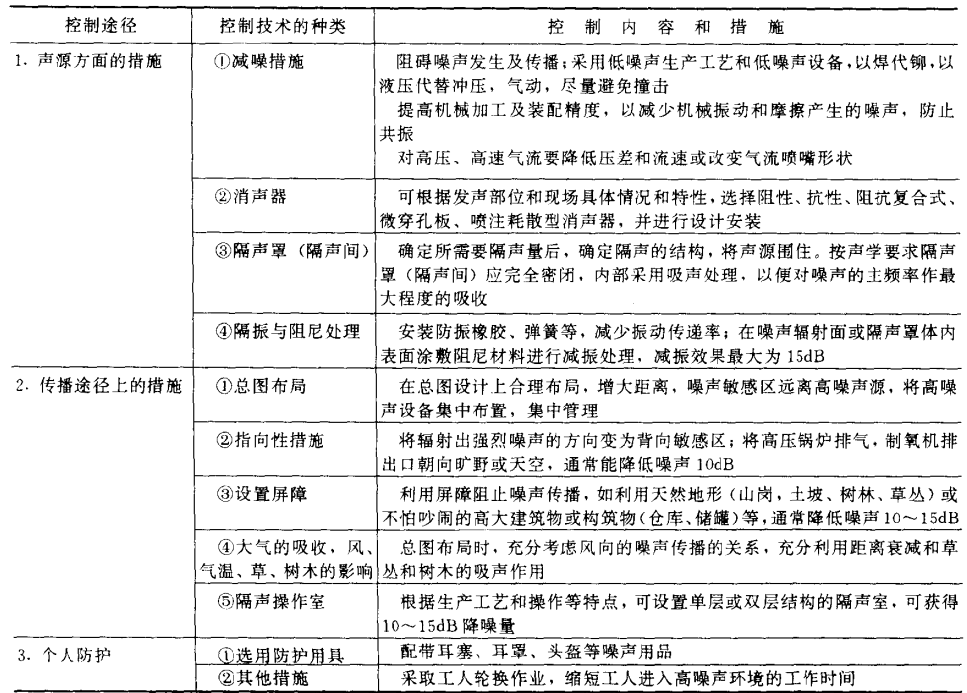 控制途径 控制技术的种类 控制内容和措施
1. 声源方面的措施 ①减噪措施 阻碍噪声发生及传播;采用低噪声生产工艺和低噪声设备,以焊代铆,以
液压代替冲压,气动,尽量避免撞击
提高机械加工及装配精度,以减少机械振动和摩擦产生的噪声,防止
共振
对高压、高速气流要降低压差和流速或改变气流喷嘴形状
②消声器 可根据发声部位和现场具体情况和特性,选择阻性、抗性、阻抗复合式、
微穿孔板、喷注耗散型消声器,并进行设计安装
③隔声罩(隔声间) 确定所需要隔声量后,确定隔声的结构,将声源围住。按声学要求隔声
罩(隔声间)应完全密闭,内部采用吸声处理,以便对噪声的主频率作最
大程度的吸收
④隔振与阻尼处理 安装防振橡胶、弹簧等,减少振动传递率;在噪声辐射面或隔声罩体内
表面涂敷阻尼材料进行减振处理,减振效果最大为15dB
2. 传播途径上的措施 ①总图布局 在总图设计上合理布局,增大距离,噪声敏感区远离高噪声源,将高噪
声设备集中布置,集中管理
②指向性措施 将辐射出强烈噪声的方向变为背向敏感区;将高压锅炉排气,制氧机排
出口朝向旷野或天空,通常能降低噪声10dB
③设置屏障 利用屏障阻止噪声传播,如利用天然地形(山岗,土坡、树林、草丛)或
不怕吵闹的高大建筑物或构筑物(仓库、储罐)等,通常降低噪声10~15dB
④大气的吸收,风、 总图布局时,充分考虑风向的噪声传播的关系,充分利用距离衰减和草
气温、草、树木的影响 丛和树木的吸声作用
⑤隔声操作室 根据生产工艺和操作等特点,可设置单层或双层结构的隔声室,可获得
10~15dB降噪量
3. 个人防护 ①选用防护用具 配带耳塞、耳罩、头盔等噪声用品
②其他措施 采取工人轮换作业,缩短工人进入高噪声环境的工作时间